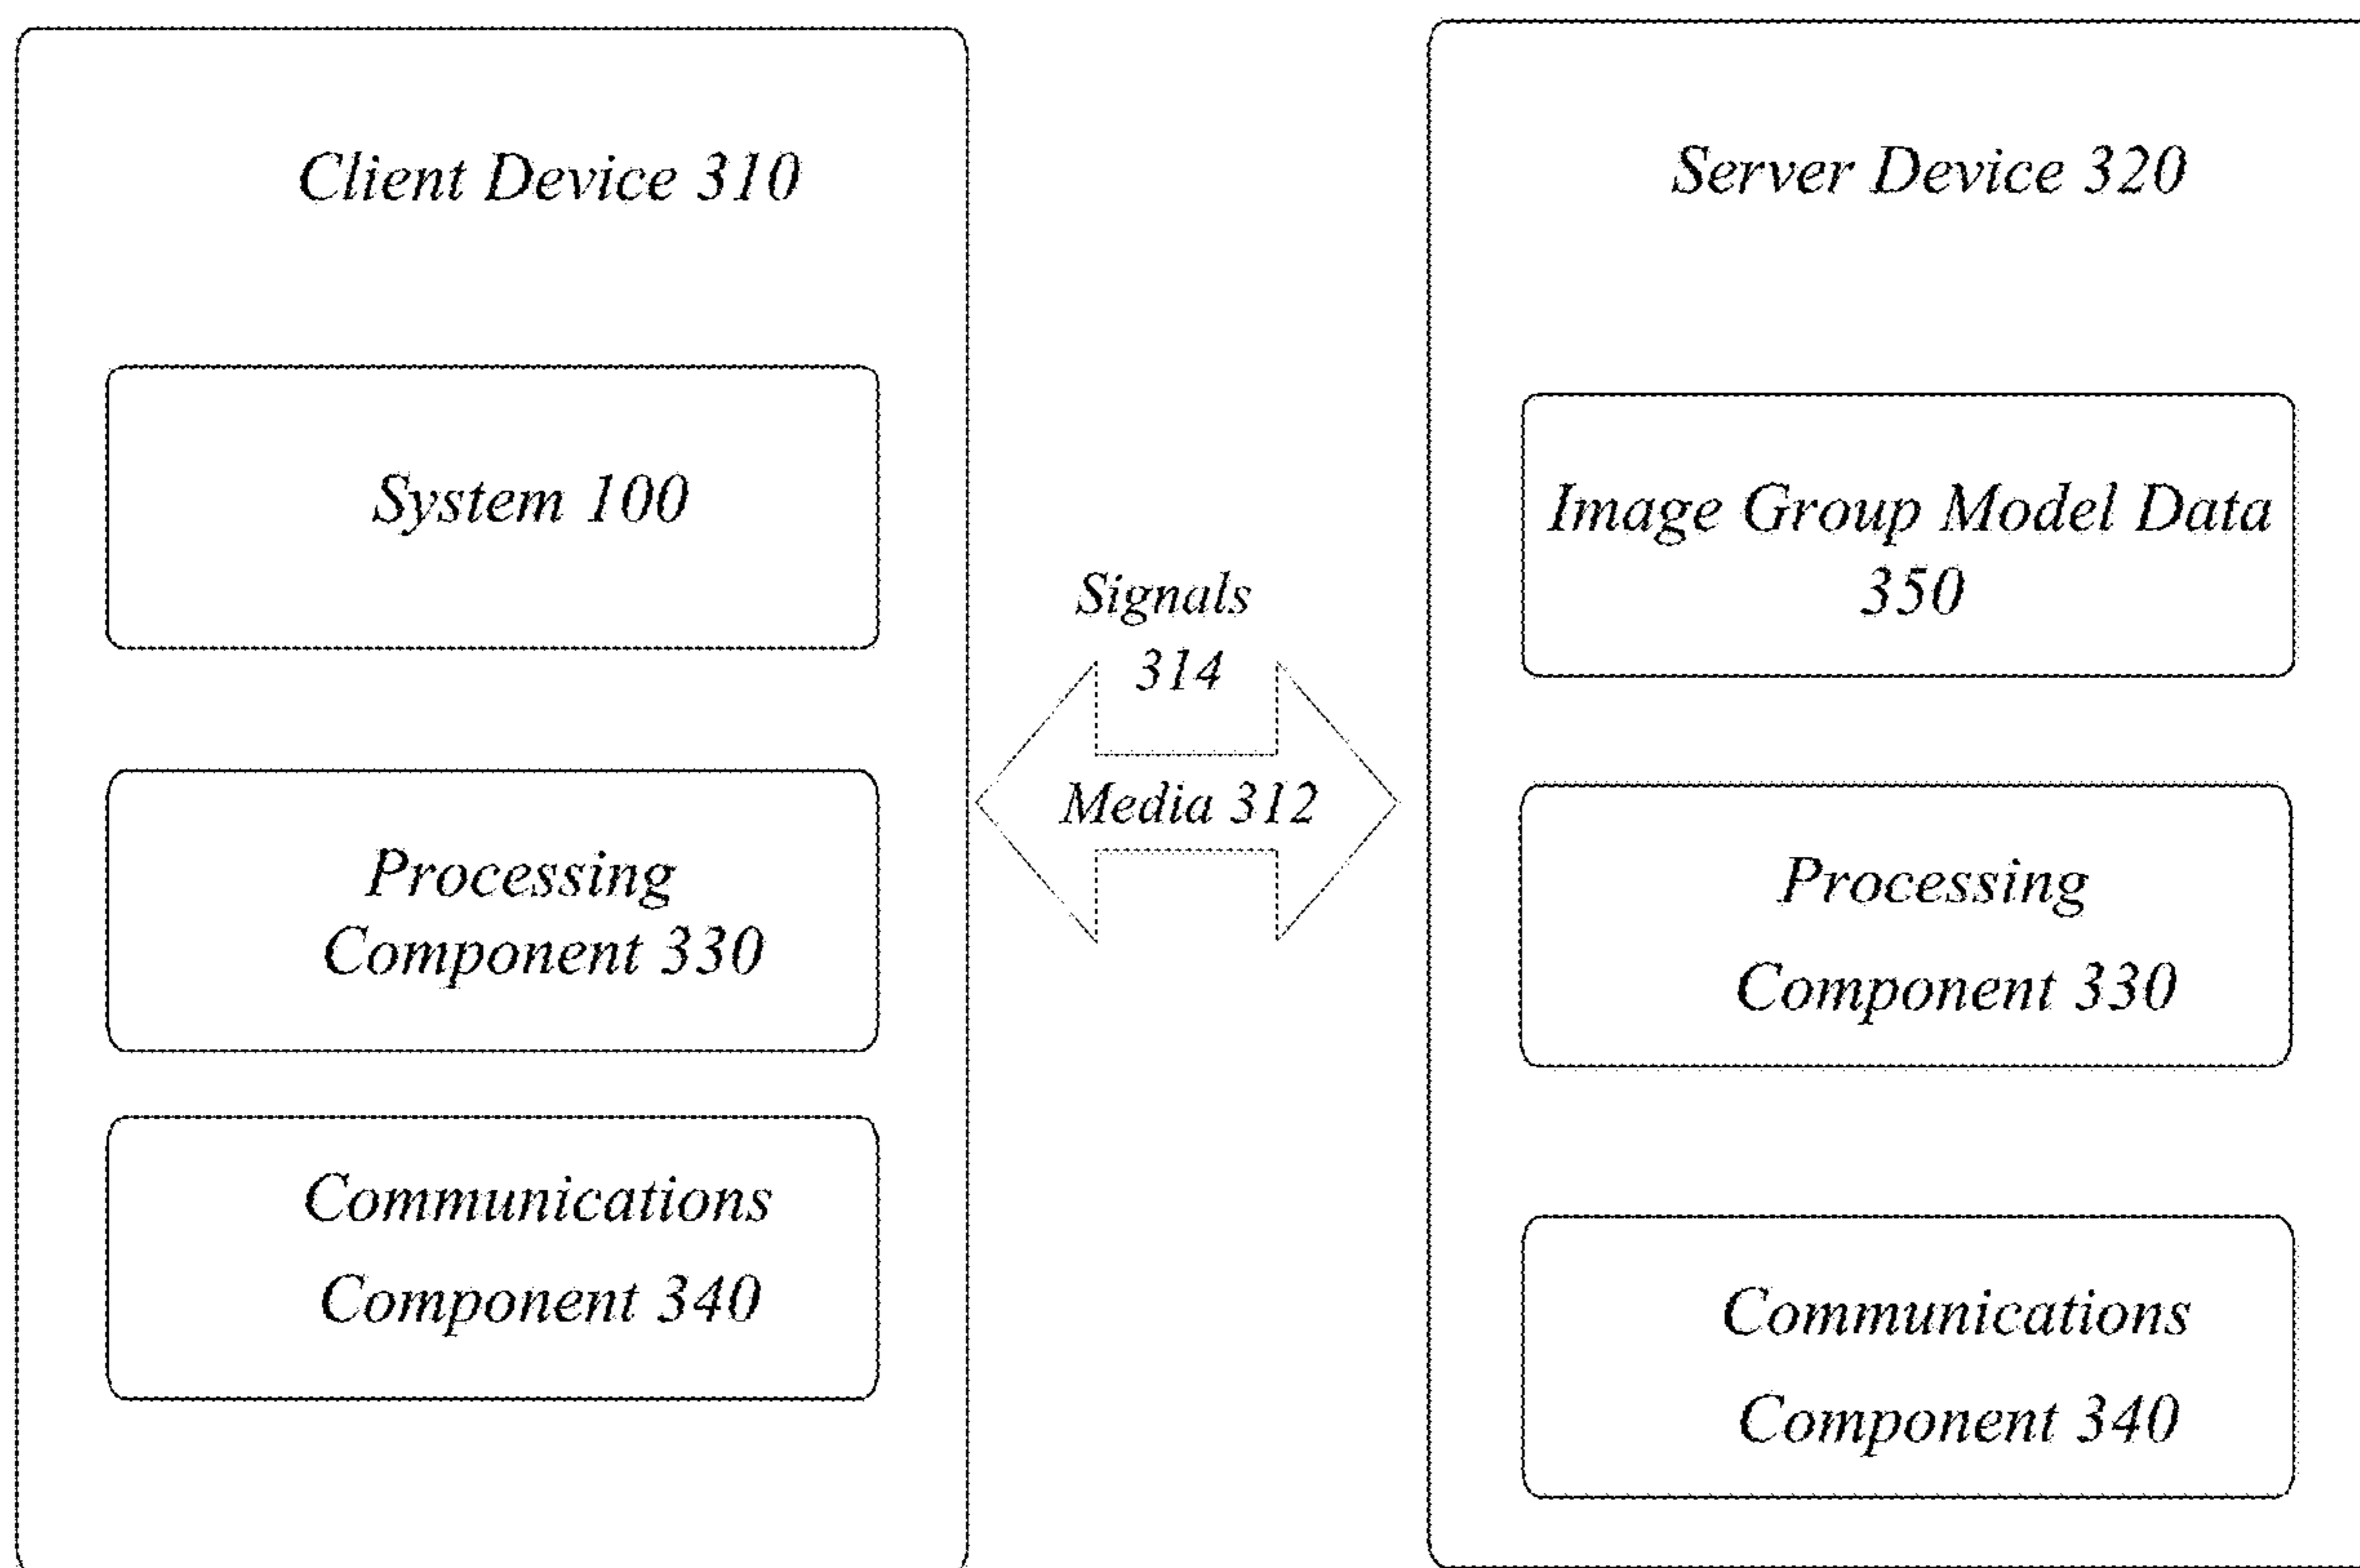 Client Device 310
System 100
Processing
Component 330
Communications
Component 340
Signals
314
Media 312
Server Device 320
Image Group Model Data
350
Processing
Component 330
Communications
Component 340